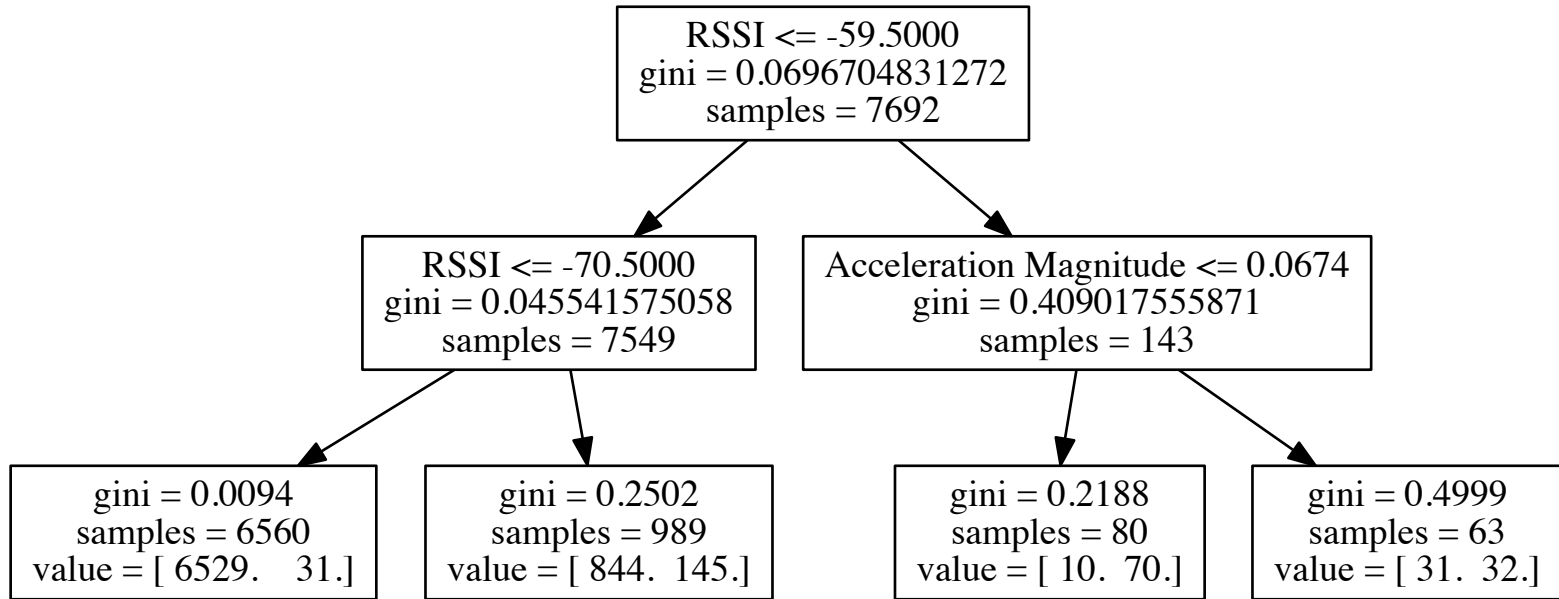 RSSI <= -59.5000
gini = 0.0696704831272
samples = 7692
RSSI <= -70.5000
gini = 0.045541575058
samples = 7549
Acceleration Magnitude <= 0.0674
gini = 0.409017555871
samples = 143
gini = 0.0094
samples = 6560
value = [ 6529.    31.]
gini = 0.2502
samples = 989
value = [ 844.  145.]
gini = 0.2188
samples = 80
value = [ 10.  70.]
gini = 0.4999
samples = 63
value = [ 31.  32.]